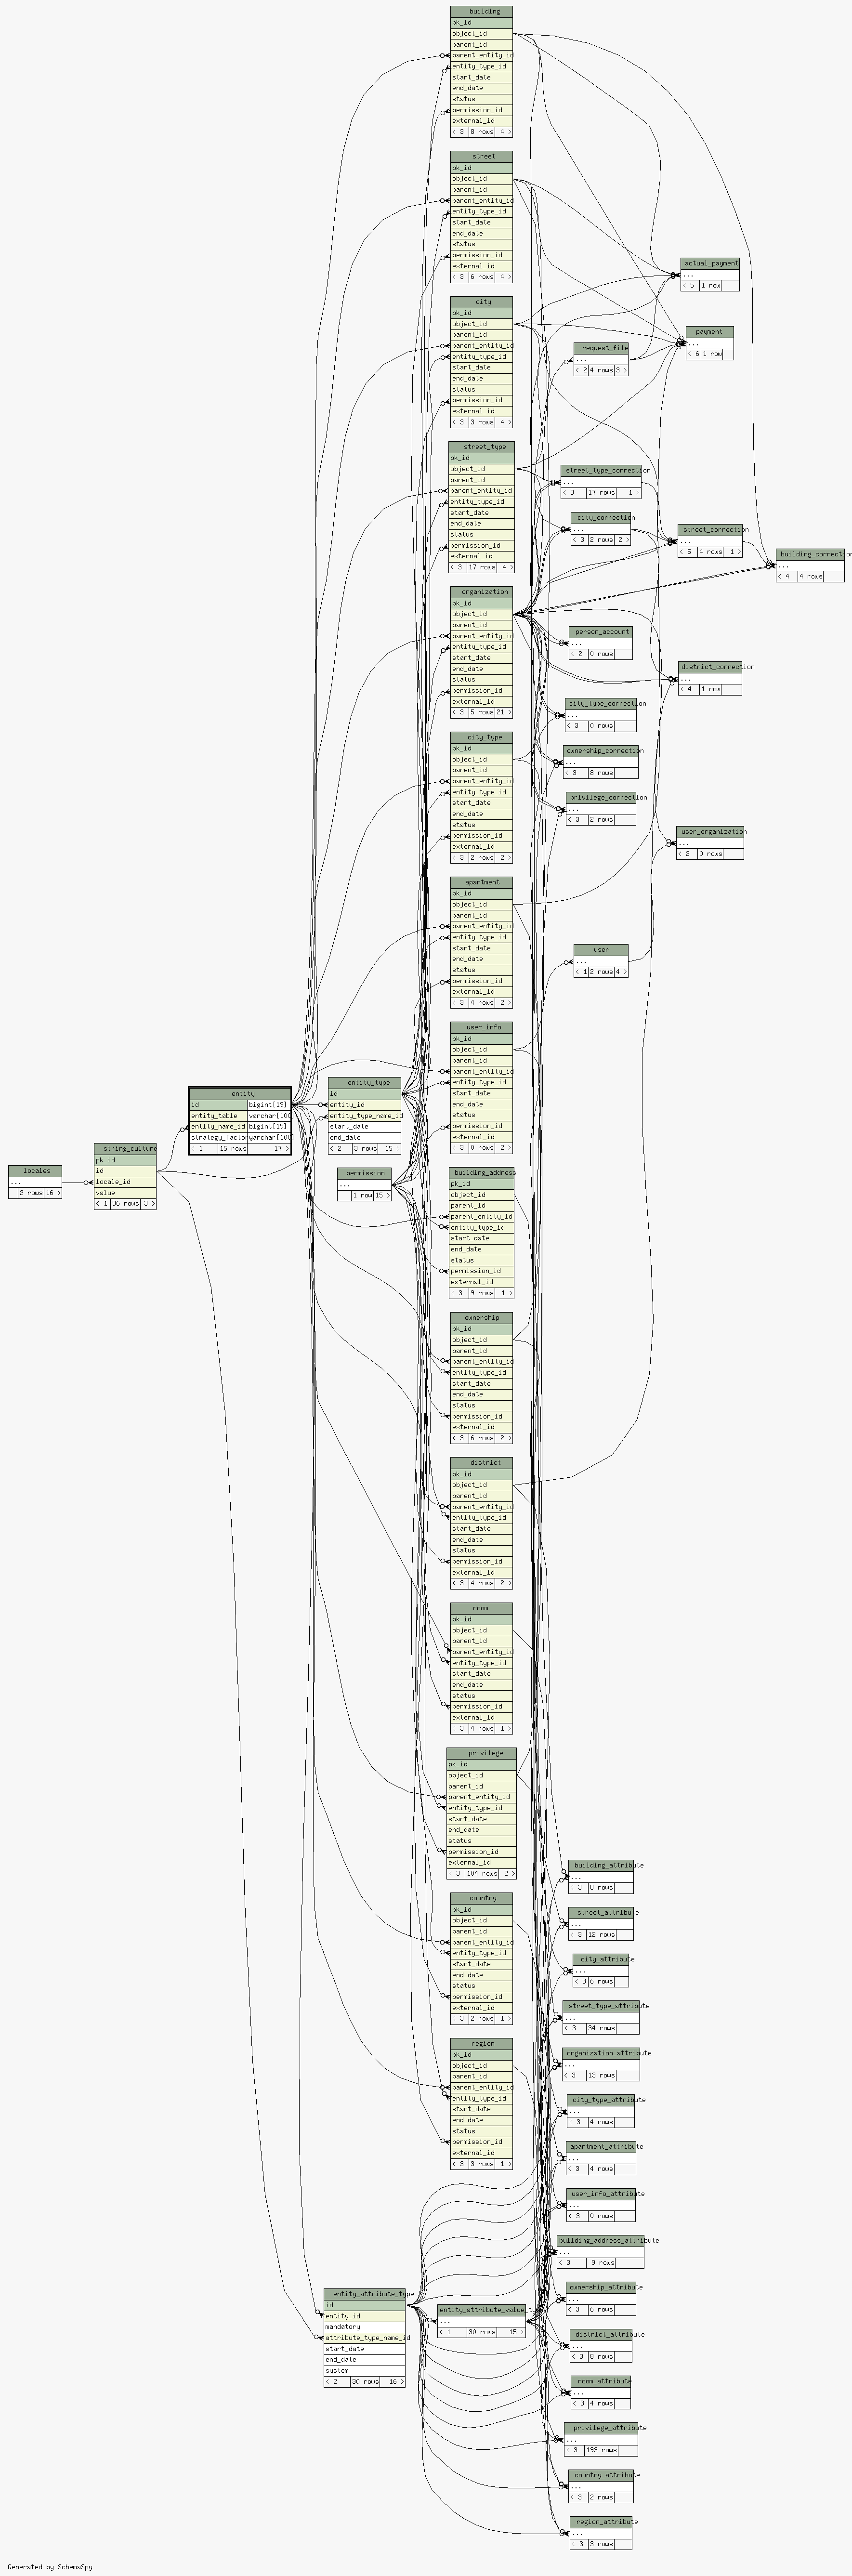 building
pk_id
object_id
parent_id
parent_entity_id
entity_type_id
start_date
end_date
status
permission_id
external_id
< 3 8 rows 4 >
street
pk_id
object_id
parent_id
parent_entity_id
entity_type_id
start_date
end_date
status
permission_id
external_id
< 3 6 rows 4 >
city
pk_id
object_id
parent_id
parent_entity_id
entity_type_id
start_date
end_date
status
permission_id
external_id
< 3 3 rows 4 >
street_type
pk_id
object_id
parent_id
parent_entity_id
entity_type_id
start_date
end_date
status
permission_id
external_id
< 3 17 rows 4 >
organization
pk_id
object_id
parent_id
parent_entity_id
entity_type_id
start_date
end_date
status
permission_id
external_id
< 3 5 rows 21 >
city_type
pk_id
object_id
parent_id
parent_entity_id
entity_type_id
start_date
end_date
status
permission_id
external_id
< 3 2 rows 2 >
apartment
pk_id
object_id
parent_id
parent_entity_id
entity_type_id
start_date
end_date
status
permission_id
external_id
< 3 4 rows 2 >
user_info
pk_id
object_id
parent_id
parent_entity_id
entity_type_id
start_date
end_date
status
permission_id
external_id
< 3 0 rows 2 >
building_address
pk_id
object_id
parent_id
parent_entity_id
entity_type_id
start_date
end_date
status
permission_id
external_id
< 3 9 rows 1 >
ownership
pk_id
object_id
parent_id
parent_entity_id
entity_type_id
start_date
end_date
status
permission_id
external_id
< 3 6 rows 2 >
district
pk_id
object_id
parent_id
parent_entity_id
entity_type_id
start_date
end_date
status
permission_id
external_id
< 3 4 rows 2 >
room
pk_id
object_id
parent_id
parent_entity_id
entity_type_id
start_date
end_date
status
permission_id
external_id
< 3 4 rows 1 >
privilege
pk_id
object_id
parent_id
parent_entity_id
entity_type_id
start_date
end_date
status
permission_id
external_id
< 3 104 rows 2 >
country
pk_id
object_id
parent_id
parent_entity_id
entity_type_id
start_date
end_date
status
permission_id
external_id
< 3 2 rows 1 >
region
pk_id
object_id
parent_id
parent_entity_id
entity_type_id
start_date
end_date
status
permission_id
external_id
< 3 3 rows 1 >
locales
...
2 rows 16 >
string_culture
pk_id
id
locale_id
value
< 1 96 rows 3 >
entity
id bigint[19]
entity_table varchar[100]
entity_name_id bigint[19]
strategy_factory varchar[100]
< 1 15 rows 17 >
entity_type
id
entity_id
entity_type_name_id
start_date
end_date
< 2 3 rows 15 >
permission
...
1 row 15 >
entity_attribute_type
id
entity_id
mandatory
attribute_type_name_id
start_date
end_date
system
< 2 30 rows 16 >
entity_attribute_value_
...
< 1 30 rows 15 >
actual_payment
...
< 5 1 row
payment
...
< 6 1 row
request_file
...
< 2 4 rows 3 >
street_type_correction
...
< 3 17 rows 1 >
city_correction
...
< 3 2 rows 2 >
street_correction
...
< 5 4 rows 1 >
building_correction
...
< 4 4 rows
person_account
...
< 2 0 rows
district_correction
...
< 4 1 row
city_type_correction
...
< 3 0 rows
ownership_correction
...
< 3 8 rows
privilege_correction
...
< 3 2 rows
user_organization
...
< 2 0 rows
user
...
< 1 2 rows 4 >
building_attribute
...
< 3 8 rows
street_attribute
...
< 3 12 rows
city_attribute
...
< 3 6 rows
street_type_attribute
...
< 3 34 rows
organization_attribute
...
< 3 13 rows
city_type_attribute
...
< 3 4 rows
apartment_attribute
...
< 3 4 rows
user_info_attribute
...
< 3 0 rows
building_address_attribute
...
< 3 9 rows
ownership_attribute
...
< 3 6 rows
district_attribute
...
< 3 8 rows
room_attribute
...
< 3 4 rows
privilege_attribute
...
< 3 193 rows
country_attribute
...
< 3 2 rows
region_attribute
...
< 3 3 rows
Generated by SchemaSpy